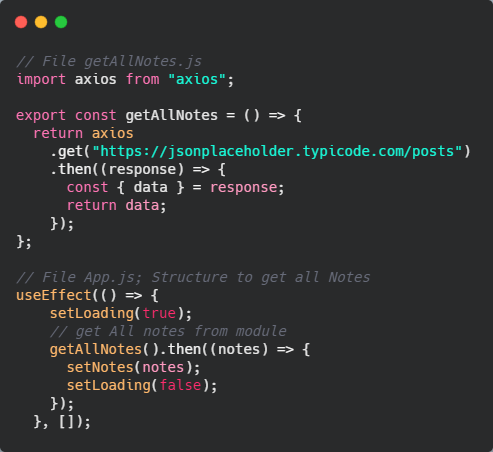 // File getAllNotes.js
import axios from "axios";

export const getAllNotes = () => {
  return axios
    .get("https://jsonplaceholder.typicode.com/posts")
    .then((response) => {
      const { data } = response;
      return data;
    });
};

// File App.js; Structure to get all Notes
useEffect(() => {
    setLoading(true);
    // get All notes from module
    getAllNotes().then((notes) => {
      setNotes(notes);
      setLoading(false);
    });
  }, []);